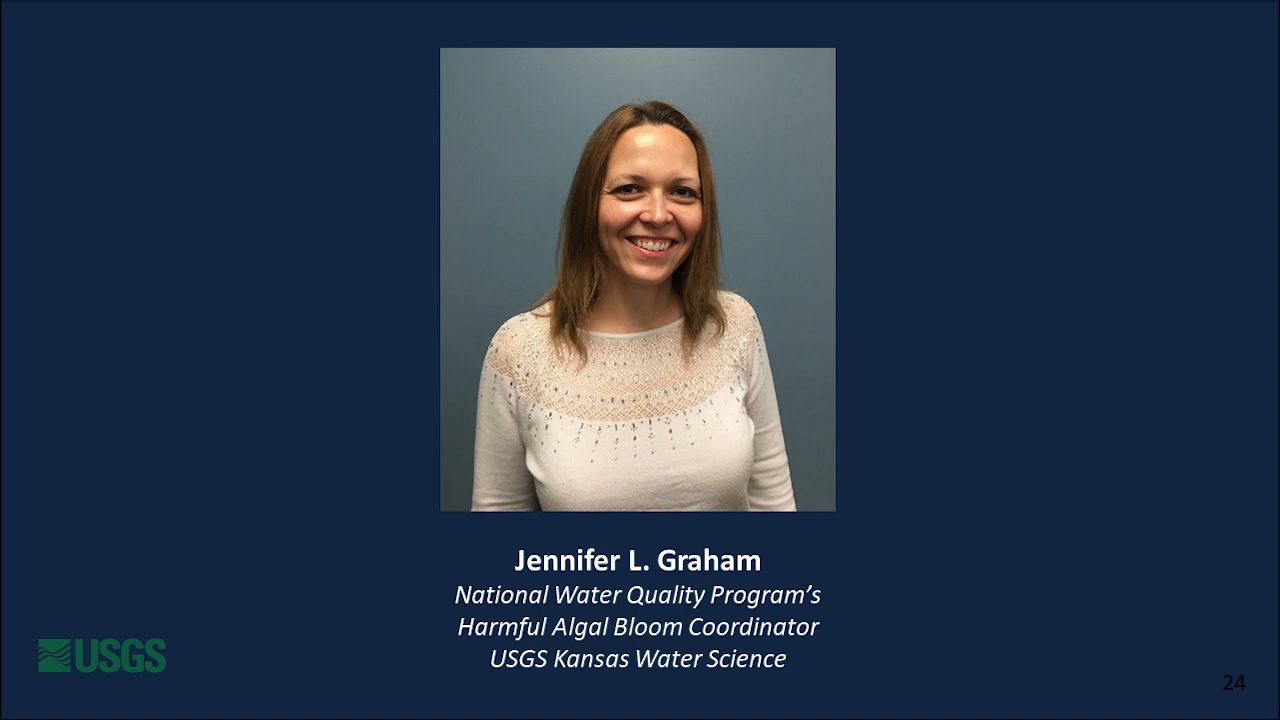 Jennifer L. Graham
National Water Quality Program’s
Harmful Algal Bloom Coordinator
USGS Kansas Water Science
USGS
24